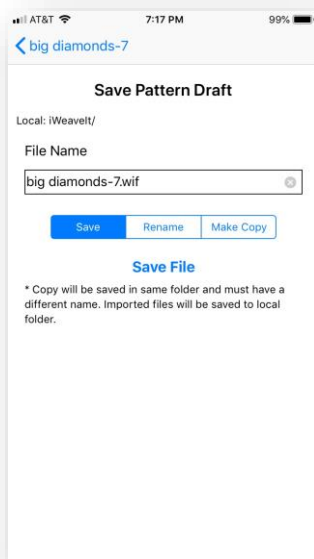 AT&T 7:17 PM 99%
big diamonds-7
Save Pattern Draft
Local: iWeaveIt/
File Name
big diamonds-7.wif
Save Rename Make Copy
Save File
* Copy will be saved in same folder and must have a
different name. Imported files will be saved to local
folder.